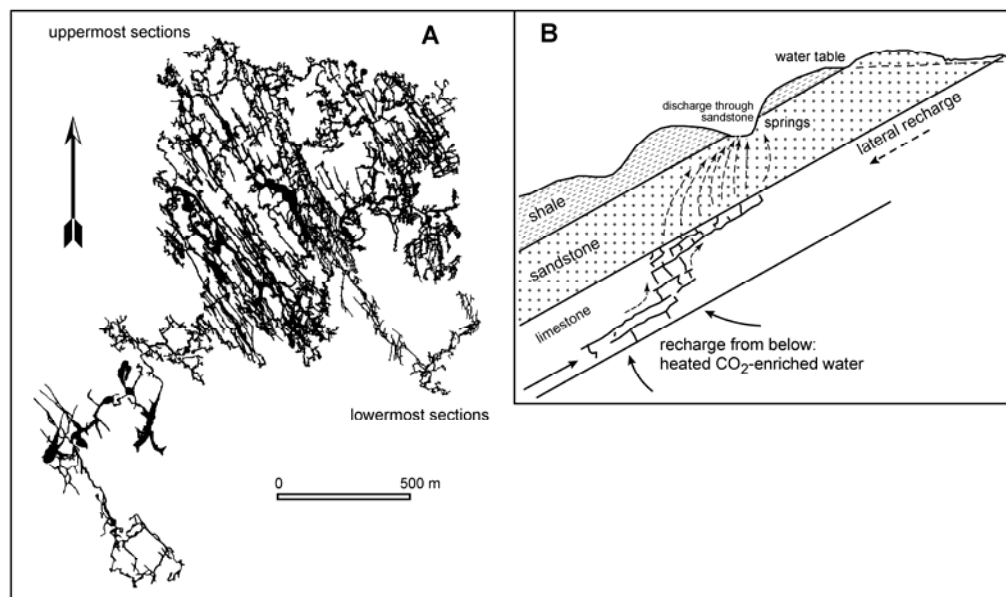 uppermost sections
A
lowermost sections
0 500 m
B
water table
discharge through
sandstone
springs
lateral recharge
shale
sandstone
limestone
recharge from below:
heated CO₂-enriched water